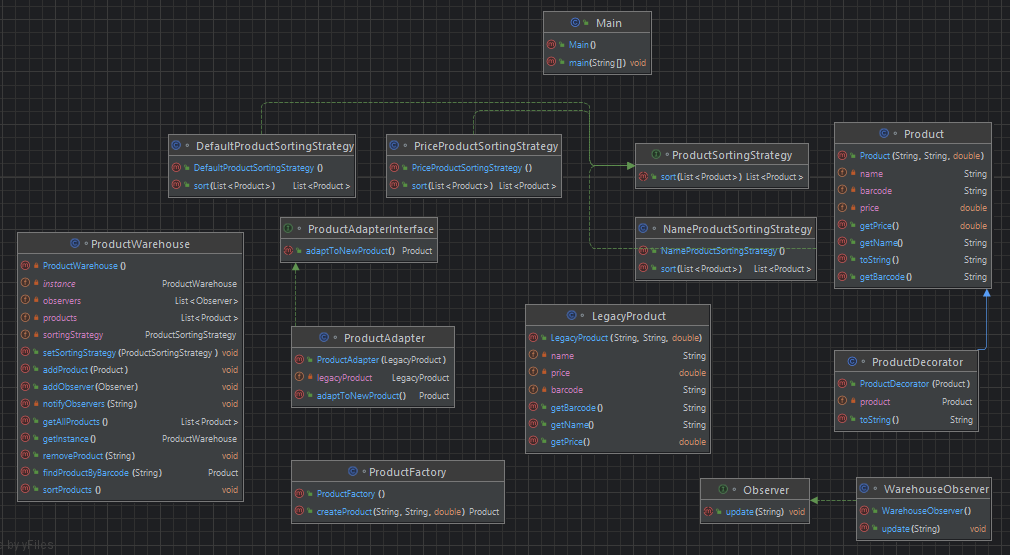 Main
Main()
main(String[]) void
DefaultProductSortingStrategy
DefaultProductSortingStrategy ()
sort(List<Product>) List<Product>
PriceProductSortingStrategy
PriceProductSortingStrategy ()
sort(List<Product>) List<Product>
ProductSortingStrategy
sort(List<Product>) List<Product>
Product
Product (String, String, double)
name String
barcode String
price double
getPrice() double
getName() String
toString() String
getBarcode() String
ProductAdapterInterface
adaptToNewProduct() Product
NameProductSortingStrategy
NameProductSortingStrategy ()
sort(List<Product>) List<Product>
ProductWarehouse
ProductWarehouse ()
instance ProductWarehouse
observers List<Observer>
products List<Product>
sortingStrategy ProductSortingStrategy
setSortingStrategy (ProductSortingStrategy ) void
addProduct (Product ) void
addObserver(Observer) void
notifyObservers (String) void
getAllProducts () List<Product>
getInstance() ProductWarehouse
removeProduct (String) void
findProductByBarcode (String) Product
sortProducts () void
ProductAdapter
ProductAdapter (LegacyProduct )
legacyProduct LegacyProduct
adaptToNewProduct() Product
LegacyProduct
LegacyProduct (String, String, double)
name String
price double
barcode String
getBarcode() String
getName() String
getPrice() double
ProductDecorator
ProductDecorator (Product )
product Product
toString() String
ProductFactory
ProductFactory ()
createProduct(String, String, double) Product
Observer
update(String) void
WarehouseObserver
WarehouseObserver()
update(String) void
by yFiles